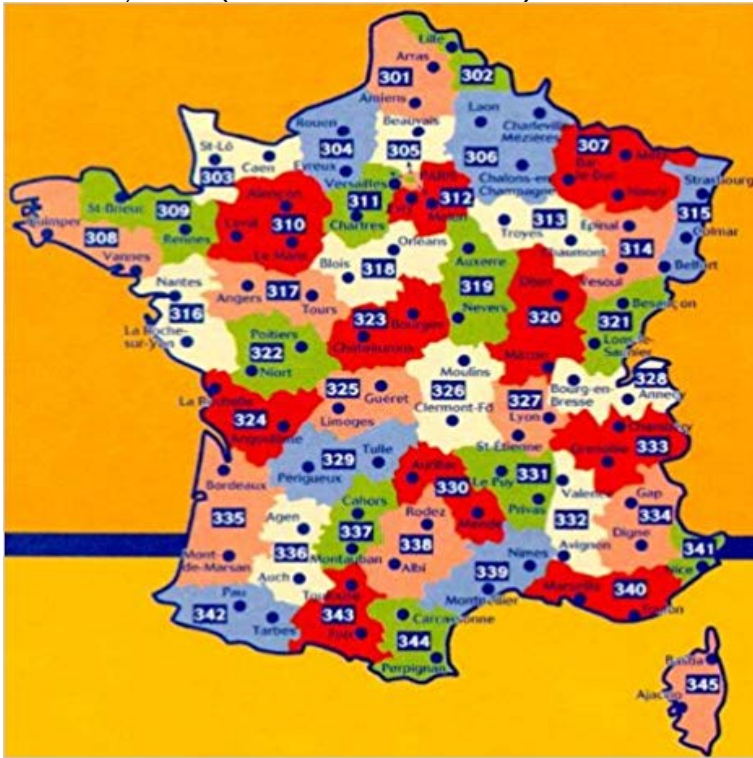 Lille
Arras
301
302
Amiens
Laon
Rouen
Beauvais
Charleville
Mézières
St-Lô
304
307
305
Metz
Caen
306
Bar-
le-Duc
303
Evreux
Strasbourg
Versailles
PARIS
Châlons-en-
Champagne
Nancy
Alençon
311
312
315
St-Brieuc
309
Melun
Quimper
Chartres
313
Epinal
310
Laval
Troyes
Colmar
308
Rennes
Orléans
314
Le Mans
Chaumont
Vannes
Auxerre
Blois
318
Belfort
Nantes
Vesoul
317
319
Dijon
Angers
Besançon
Tours
316
323
Nevers
320
321
Bourges
La Roche-
sur-Yon
Poitiers
Lons-le-
Saunier
322
Châteauroux
Mâcon
Niort
Moulins
328
Bourg-en-
Bresse
325
326
La Rochelle
Guéret
327
Annecy
324
Clermont-Fd
Lyon
Limoges
Chambéry
Angoulême
St-Étienne
333
Tulle
Grenoble
329
Aurillac
Périgueux
Le Puy
331
Bordeaux
330
Valence
Cahors
Gap
Privas
335
Agen
Rodez
332
334
Mende
337
Digne
338
336
Nîmes
Avignon
341
Mont-
de-Marsan
Montauban
Albi
Nice
339
Auch
Marseille
340
Pau
Toulouse
Montpellier
342
343
Carcassonne
Toulon
Tarbes
Foix
344
Perpignan
Bastia
345
Ajaccio